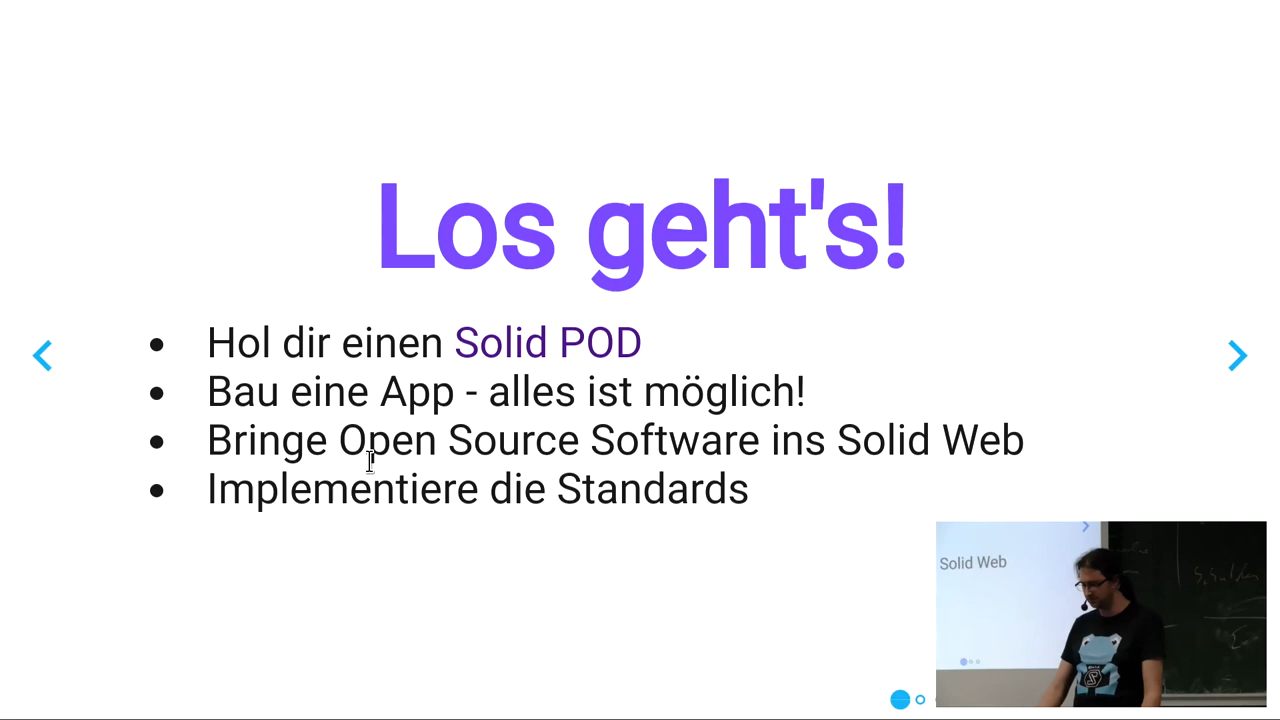 Los geht's!
Hol dir einen Solid POD
Bau eine App - alles ist möglich!
Bringe Open Source Software ins Solid Web
Implementiere die Standards
Solid Web